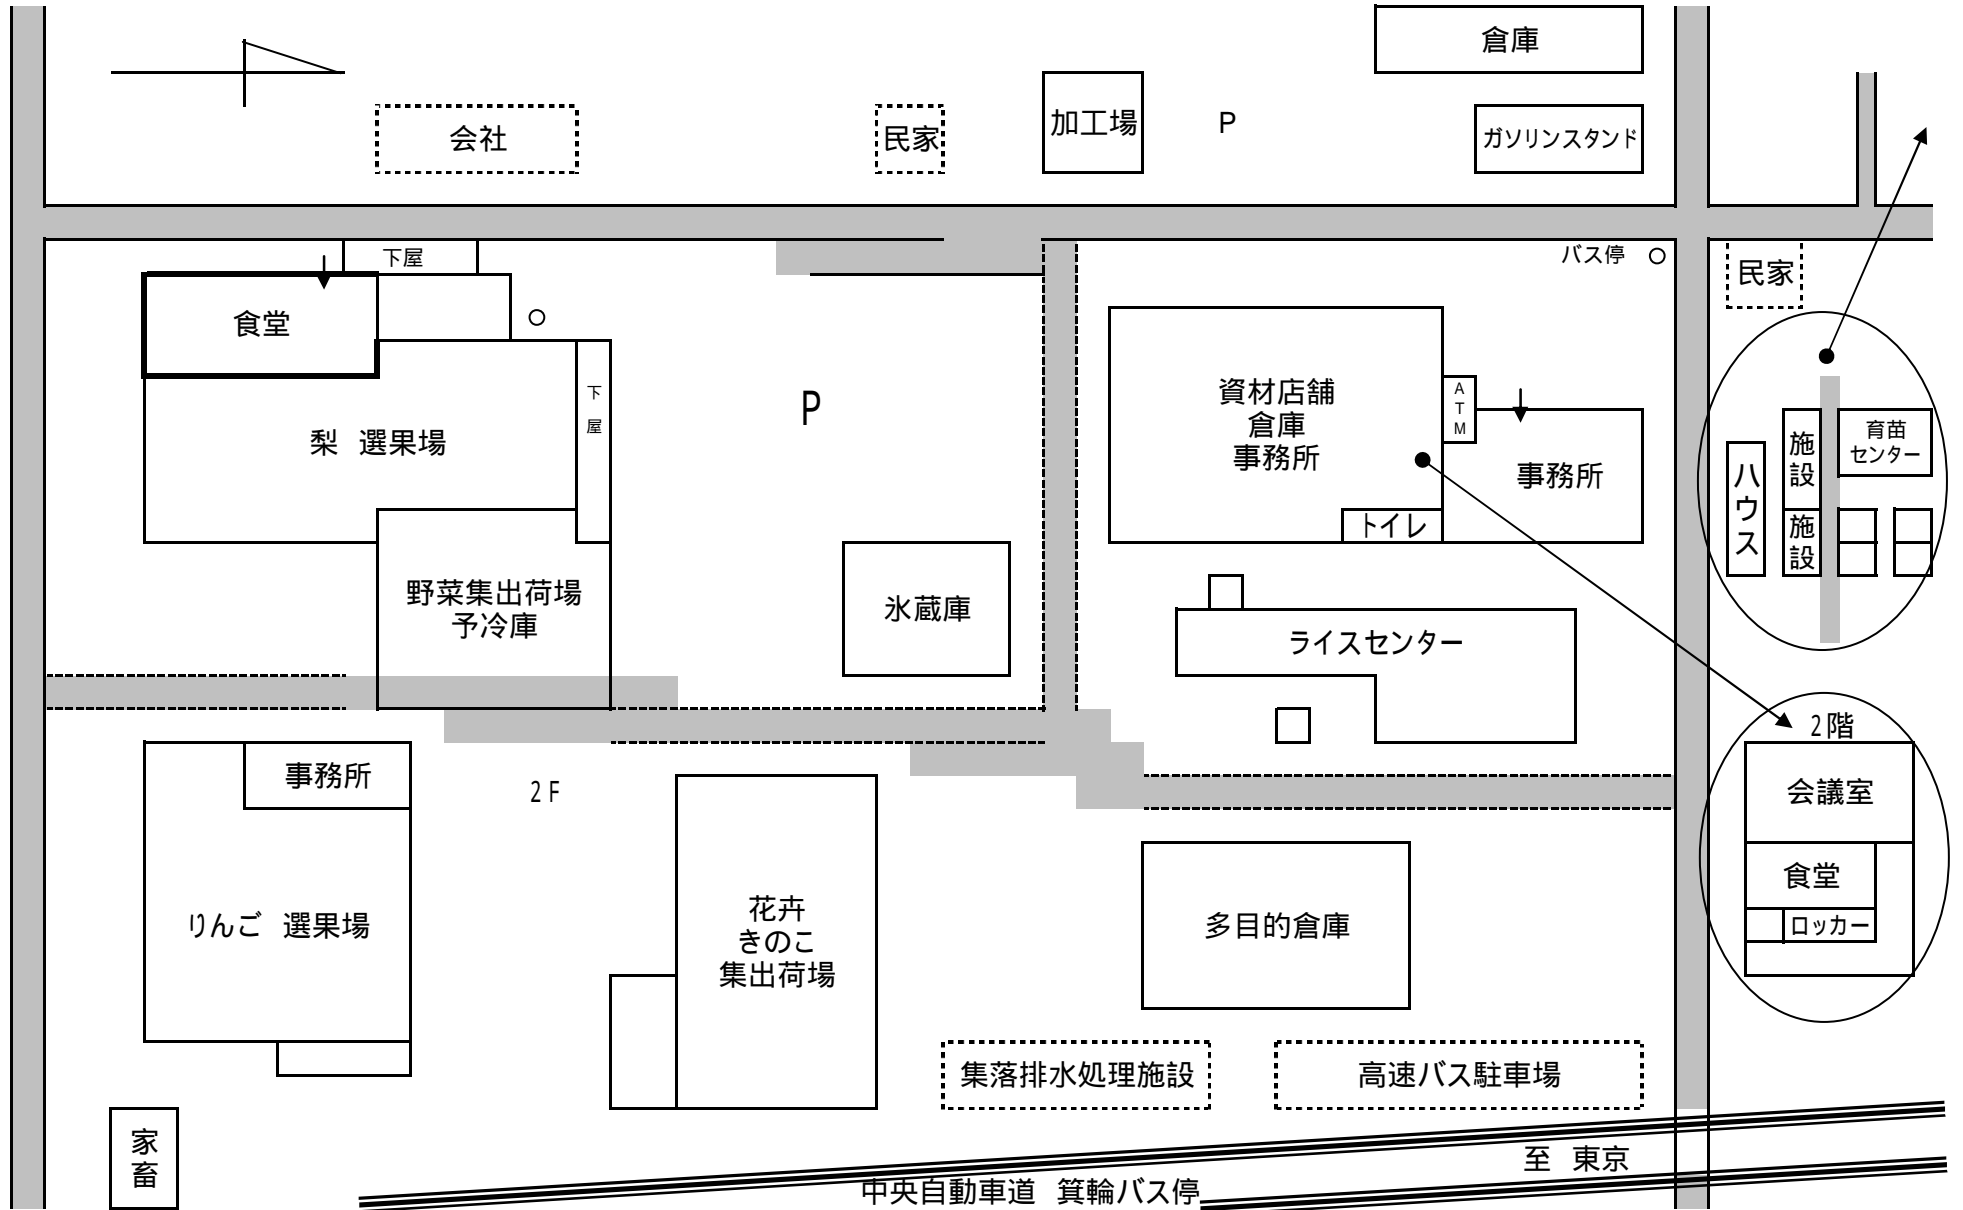 倉庫
会社
民家
加工場
P
ガソリンスタンド
下屋
バス停
民家
食堂
下屋
P
梨 選果場
資材店舗
倉庫
事務所
ATM
事務所
トイレ
ハウス
施設
施設
育苗
センター
野菜集出荷場
予冷庫
氷蔵庫
ライスセンター
2階
会議室
食堂
ロッカー
事務所
2F
りんご 選果場
花卉
きのこ
集出荷場
多目的倉庫
集落排水処理施設
高速バス駐車場
家畜
至 東京
中央自動車道 箕輪バス停